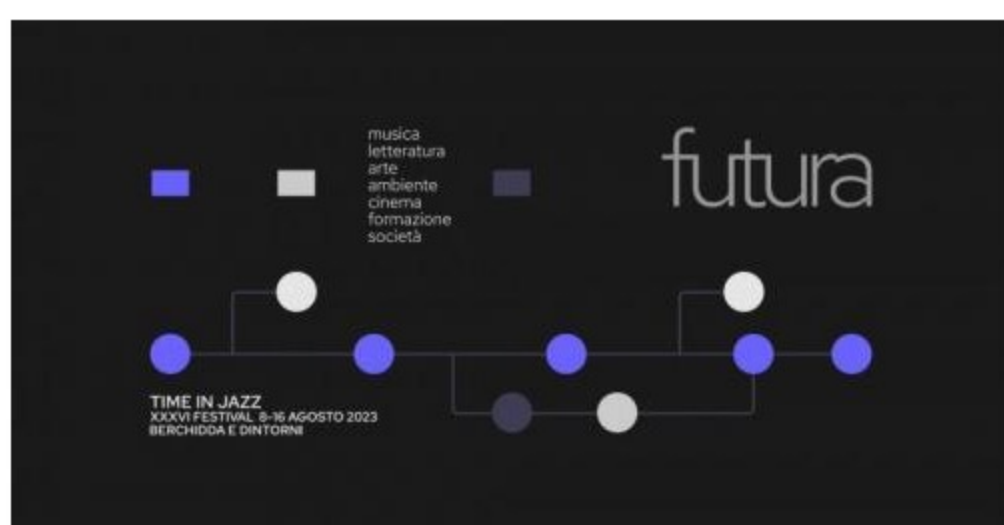 musica
letteratura
arte
ambiente
cinema
formazione
società
futura
TIME IN JAZZ
XXXVI FESTIVAL 8-16 AGOSTO 2023
BERCHIDDA E DINTORNI